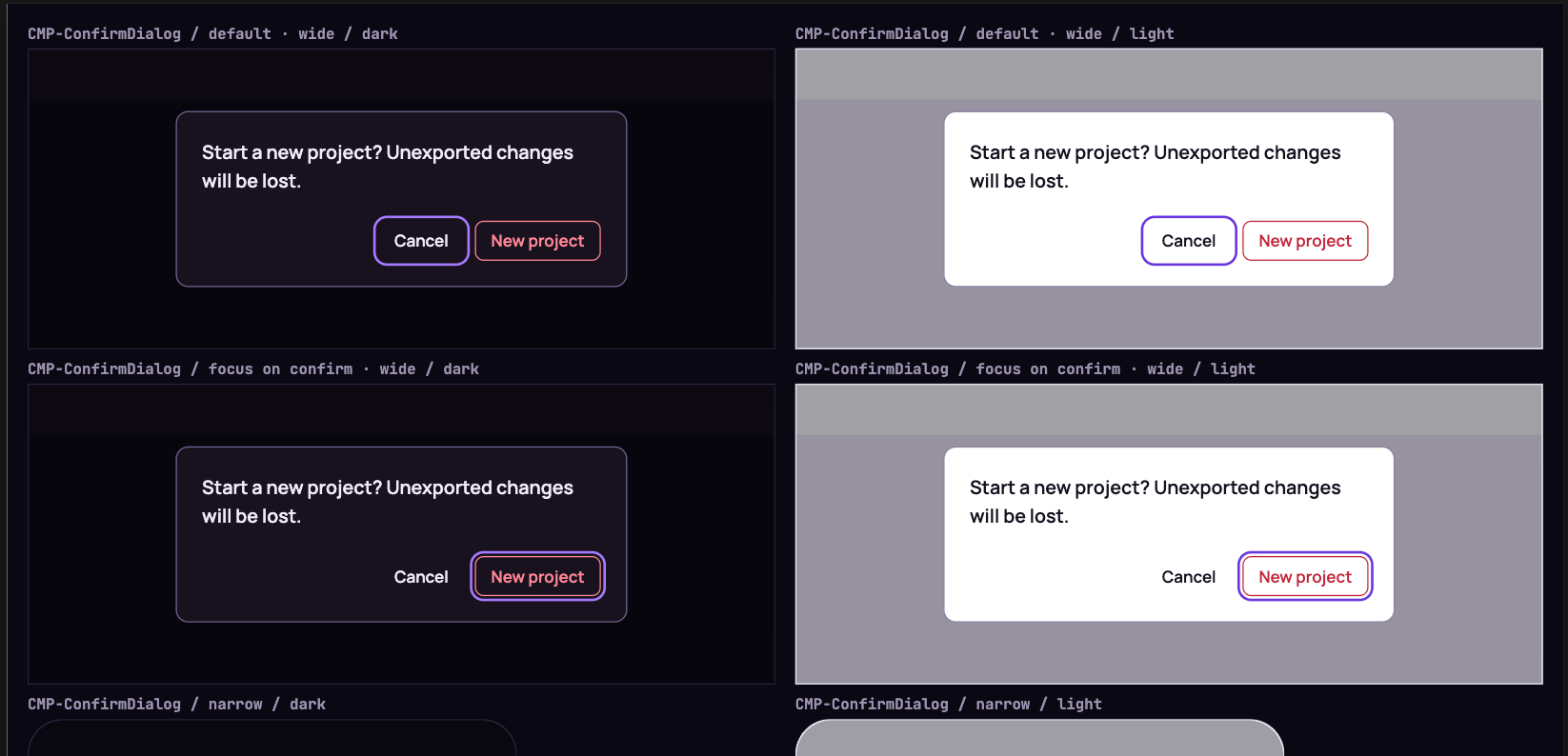 CMP-ConfirmDialog / default · wide / dark
Start a new project? Unexported changes
will be lost.
Cancel
New project
CMP-ConfirmDialog / default · wide / light
Start a new project? Unexported changes
will be lost.
Cancel
New project
CMP-ConfirmDialog / focus on confirm · wide / dark
Start a new project? Unexported changes
will be lost.
Cancel
New project
CMP-ConfirmDialog / focus on confirm · wide / light
Start a new project? Unexported changes
will be lost.
Cancel
New project
CMP-ConfirmDialog / narrow / dark
CMP-ConfirmDialog / narrow / light